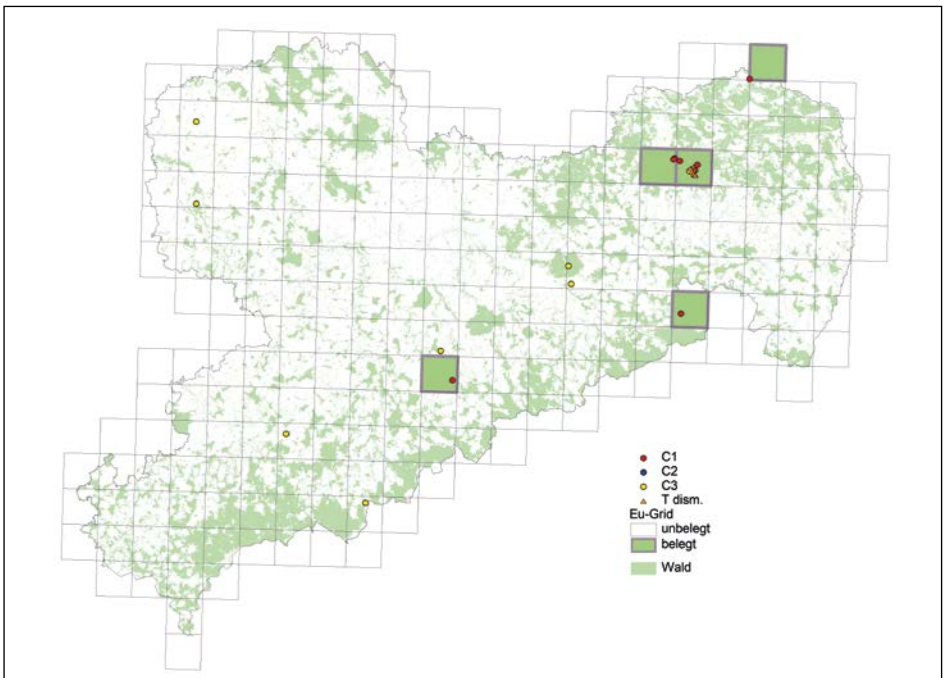 C1
C2
C3
T dism.
Eu-Grid
unbelegt
belegt
Wald